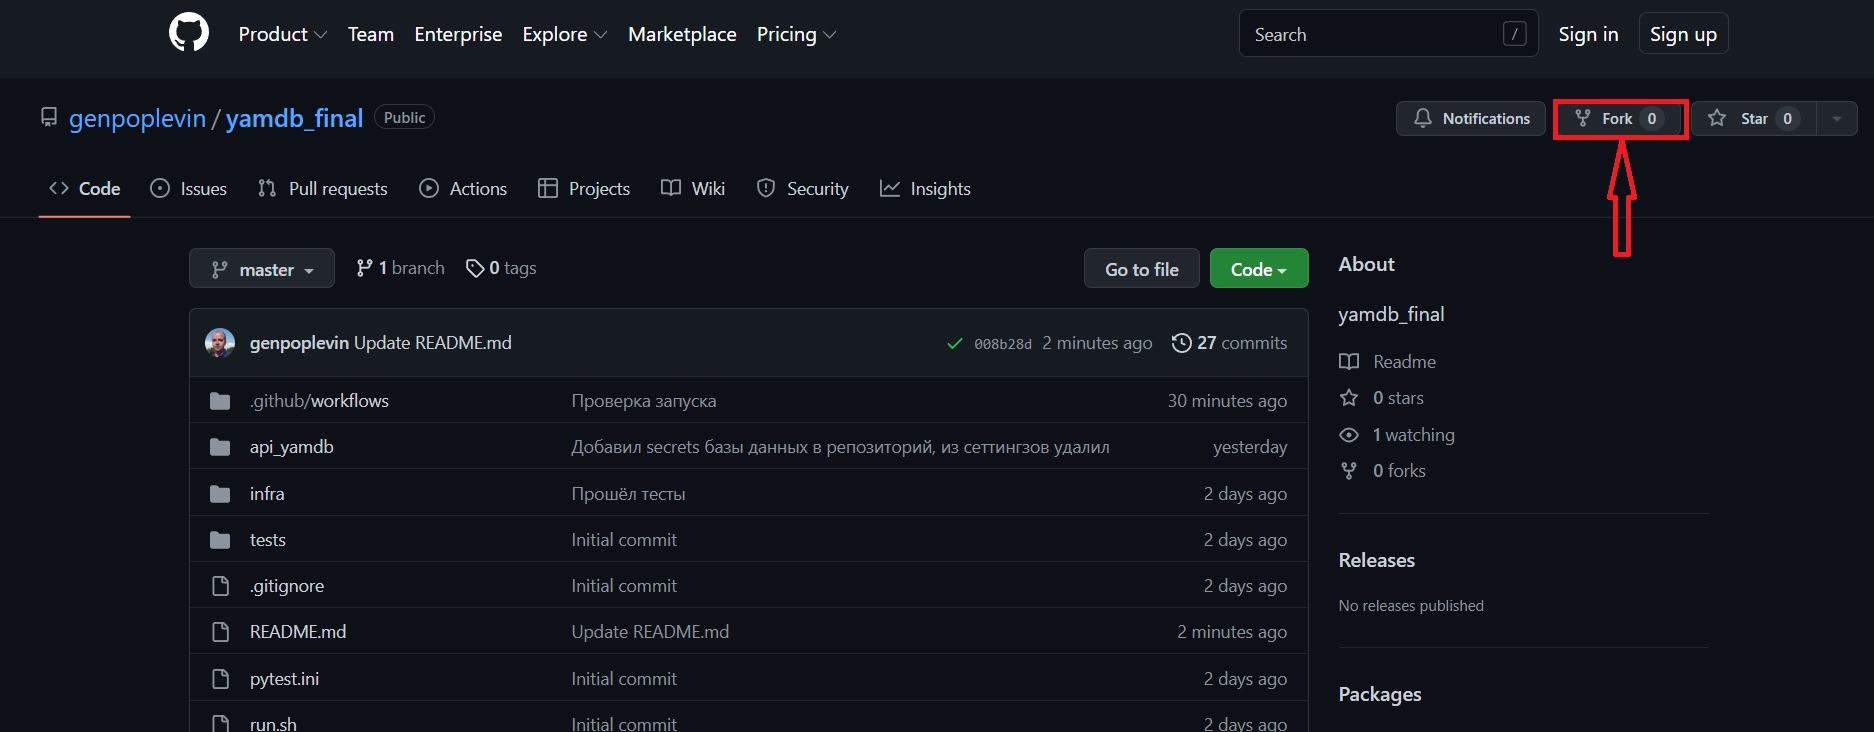 Product Team Enterprise Explore Marketplace Pricing Search / Sign in Sign up
genpoplevin / yamdb_final Public Notifications Fork 0 Star 0
Code Issues Pull requests Actions Projects Wiki Security Insights
master 1 branch 0 tags Go to file Code
genpoplevin Update README.md 008b28d 2 minutes ago 27 commits
.github/workflows Проверка запуска 30 minutes ago
api_yamdb Добавил secrets базы данных в репозиторий, из сеттингзов удалил yesterday
infra Прошёл тесты 2 days ago
tests Initial commit 2 days ago
.gitignore Initial commit 2 days ago
README.md Update README.md 2 minutes ago
pytest.ini Initial commit 2 days ago
run.sh Initial commit 2 days ago
About
yamdb_final
Readme
0 stars
1 watching
0 forks
Releases
No releases published
Packages